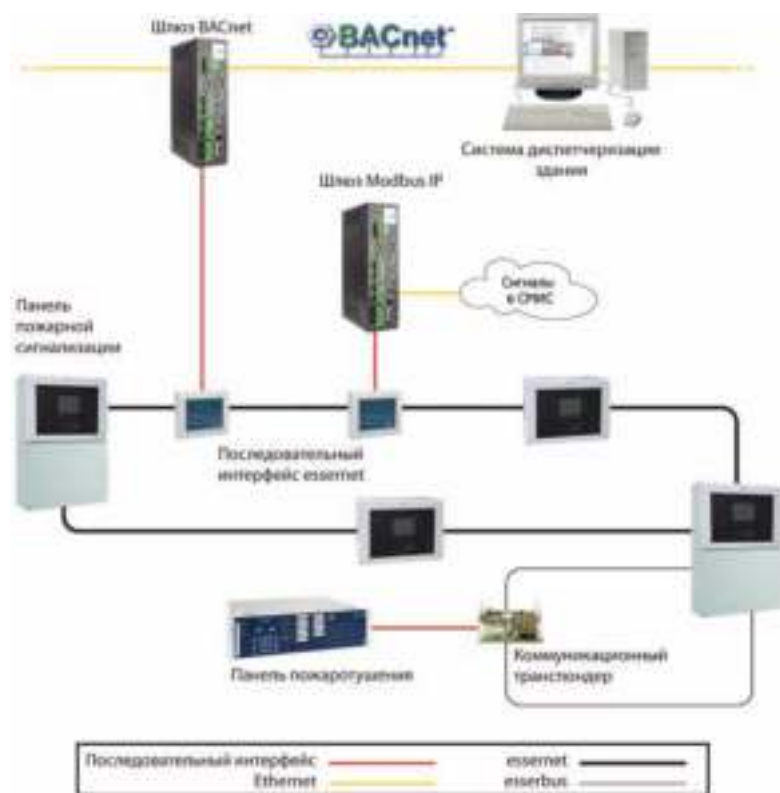 Шлюз BACnet
BACnet
Система диспетчеризации
здания
Шлюз Modbus IP
Сигналы
в СМИС
Панель
пожарной
сигнализации
Последовательный
интерфейс essernet
Коммуникационный
транспондер
Панель пожаротушения
Последовательный интерфейс
essernet
Ethernet
esserbus